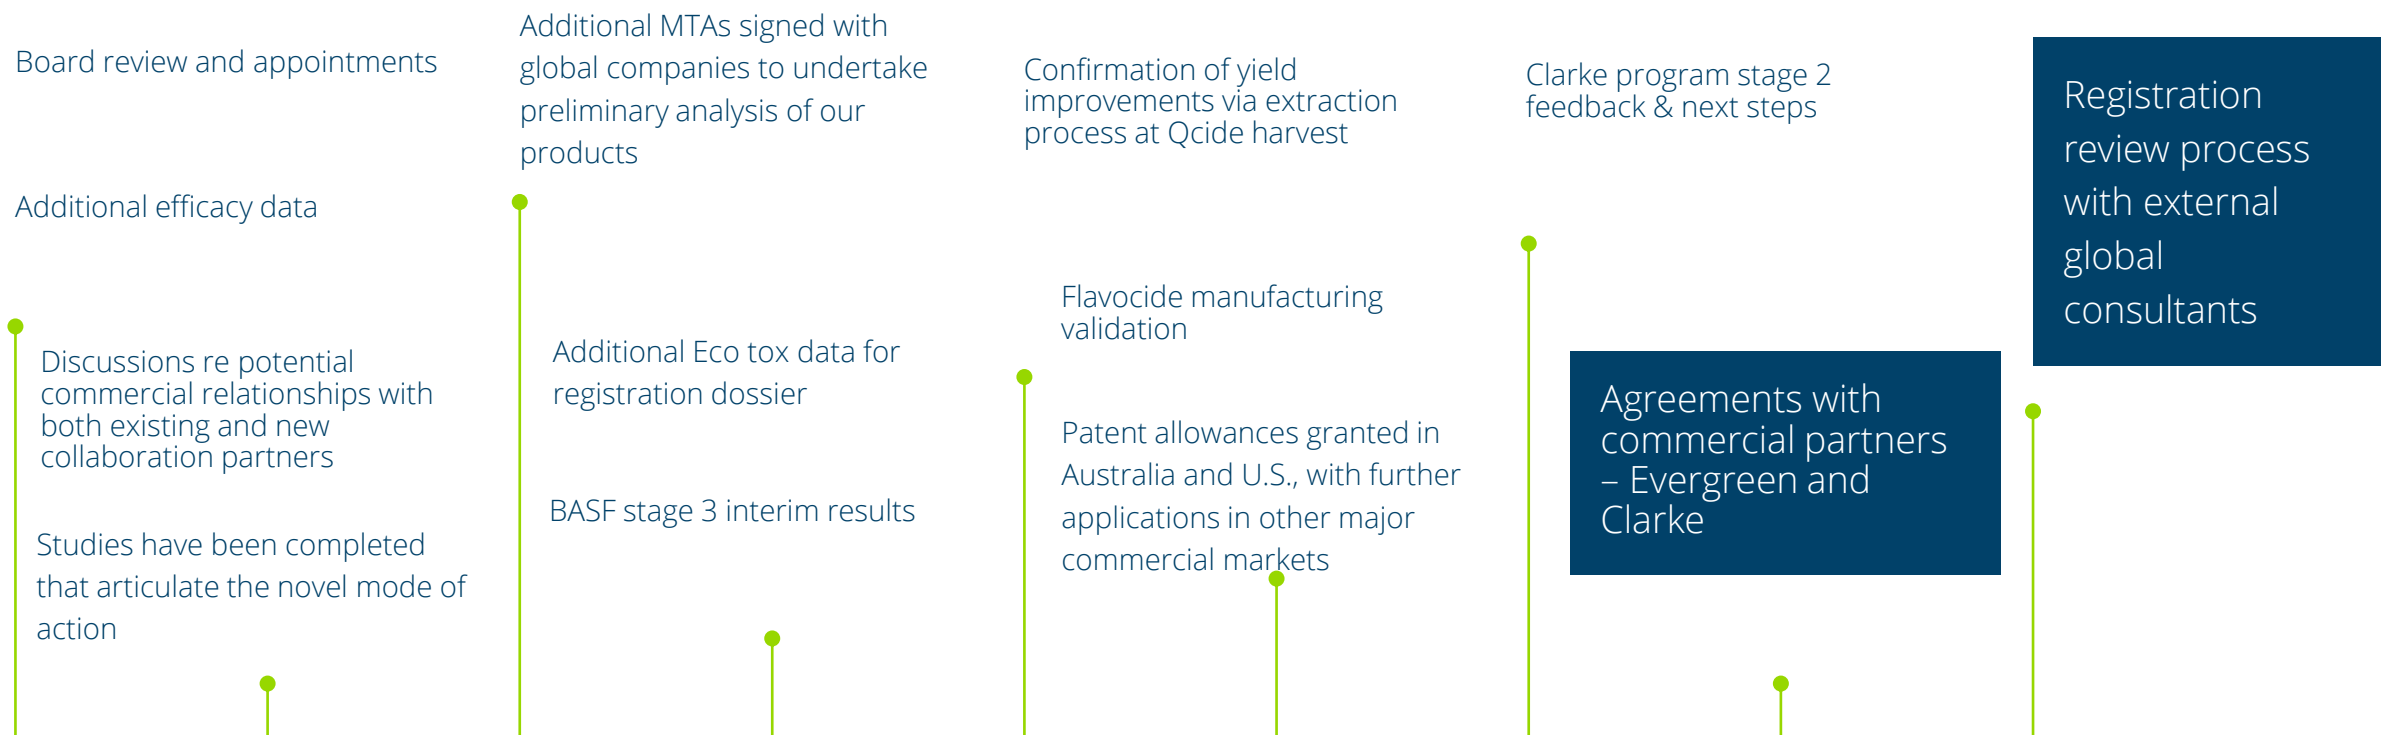 Board review and appointments
Additional efficacy data
Discussions re potential
commercial relationships with
both existing and new
collaboration partners
Studies have been completed
that articulate the novel mode of
action
Additional MTAs signed with
global companies to undertake
preliminary analysis of our
products
Additional Eco tox data for
registration dossier
BASF stage 3 interim results
Confirmation of yield
improvements via extraction
process at Qcide harvest
Flavocide manufacturing
validation
Patent allowances granted in
Australia and U.S., with further
applications in other major
commercial markets
Clarke program stage 2
feedback & next steps
Agreements with
commercial partners
– Evergreen and
Clarke
Registration
review process
with external
global
consultants